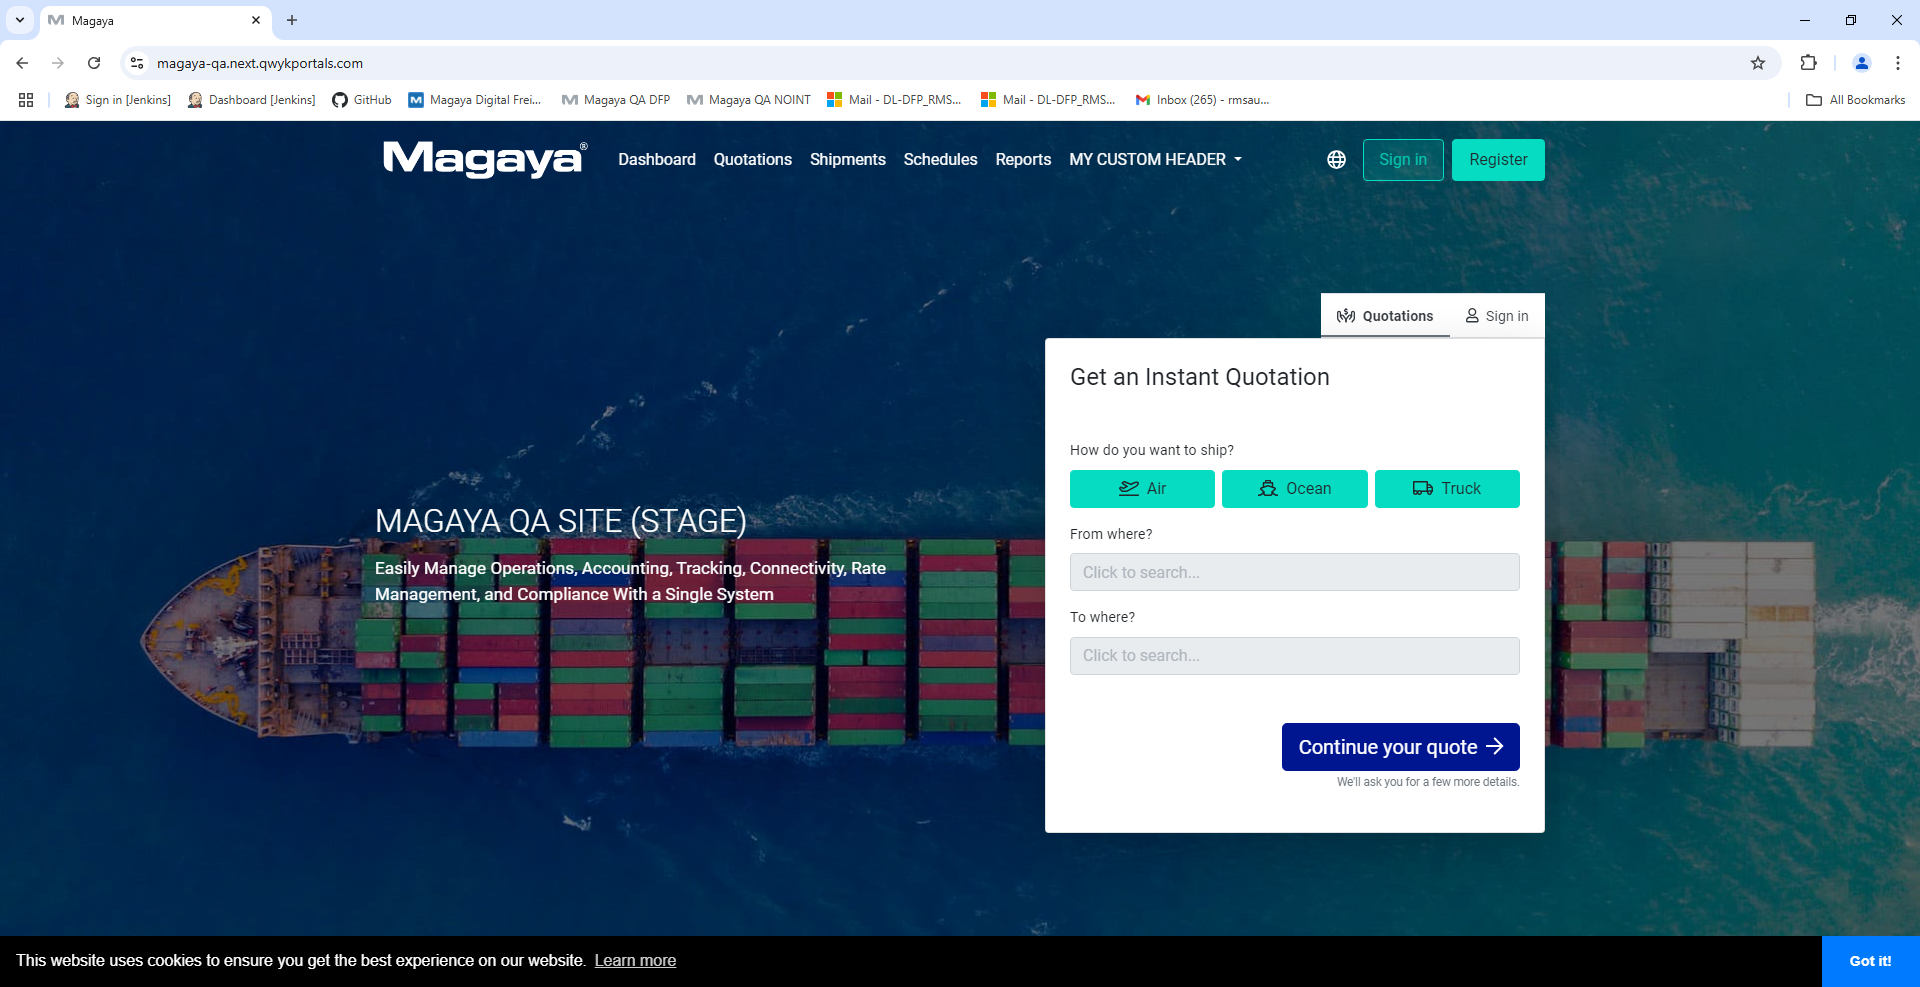 Magaya
magaya-qa.next.qwykportals.com
Sign in [Jenkins]
Dashboard [Jenkins]
GitHub
Magaya Digital Frei...
Magaya QA DFP
Magaya QA NOINT
Mail - DL-DFP_RMS...
Mail - DL-DFP_RMS...
Inbox (265) - rmsau...
All Bookmarks
Magaya®
Dashboard
Quotations
Shipments
Schedules
Reports
MY CUSTOM HEADER
Sign in
Register
Quotations
Sign in
Get an Instant Quotation
How do you want to ship?
Air
Ocean
Truck
From where?
Click to search...
To where?
Click to search...
Continue your quote
We'll ask you for a few more details.
MAGAYA QA SITE (STAGE)
Easily Manage Operations, Accounting, Tracking, Connectivity, Rate
Management, and Compliance With a Single System
This website uses cookies to ensure you get the best experience on our website. Learn more
Got it!